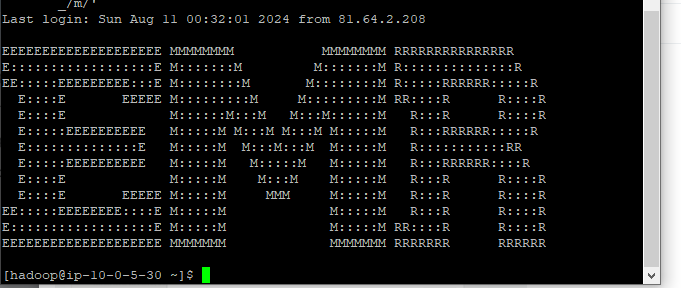 _/m/'
Last login: Sun Aug 11 00:32:01 2024 from 81.64.2.208
EEEEEEEEEEEEEEEEEEEE MMMMMMMM           MMMMMMMM RRRRRRRRRRRRRRR
E::::::::::::::::::E M:::::::M         M:::::::M R::::::::::::::R
EE:::::EEEEEEEEE:::E M::::::::M       M::::::::M R:::::RRRRRR:::::R
  E::::E       EEEEE M:::::::::M     M:::::::::M RR::::R      R::::R
  E::::E             M::::::M:::M   M:::M::::::M   R:::R      R::::R
  E:::::EEEEEEEEEE   M:::::M M:::M M:::M M:::::M   R:::RRRRRR:::::R
  E::::::::::::::E   M:::::M  M:::M:::M  M:::::M   R:::::::::::RR
  E:::::EEEEEEEEEE   M:::::M   M:::::M   M:::::M   R:::RRRRRR::::R
  E::::E             M:::::M    M:::M    M:::::M   R:::R      R::::R
  E::::E       EEEEE M:::::M     MMM     M:::::M   R:::R      R::::R
EE:::::EEEEEEEE::::E M:::::M             M:::::M   R:::R      R::::R
E::::::::::::::::::E M:::::M             M:::::M RR::::R      R::::R
EEEEEEEEEEEEEEEEEEEE MMMMMMM             MMMMMMM RRRRRRR      RRRRRR
[hadoop@ip-10-0-5-30 ~]$